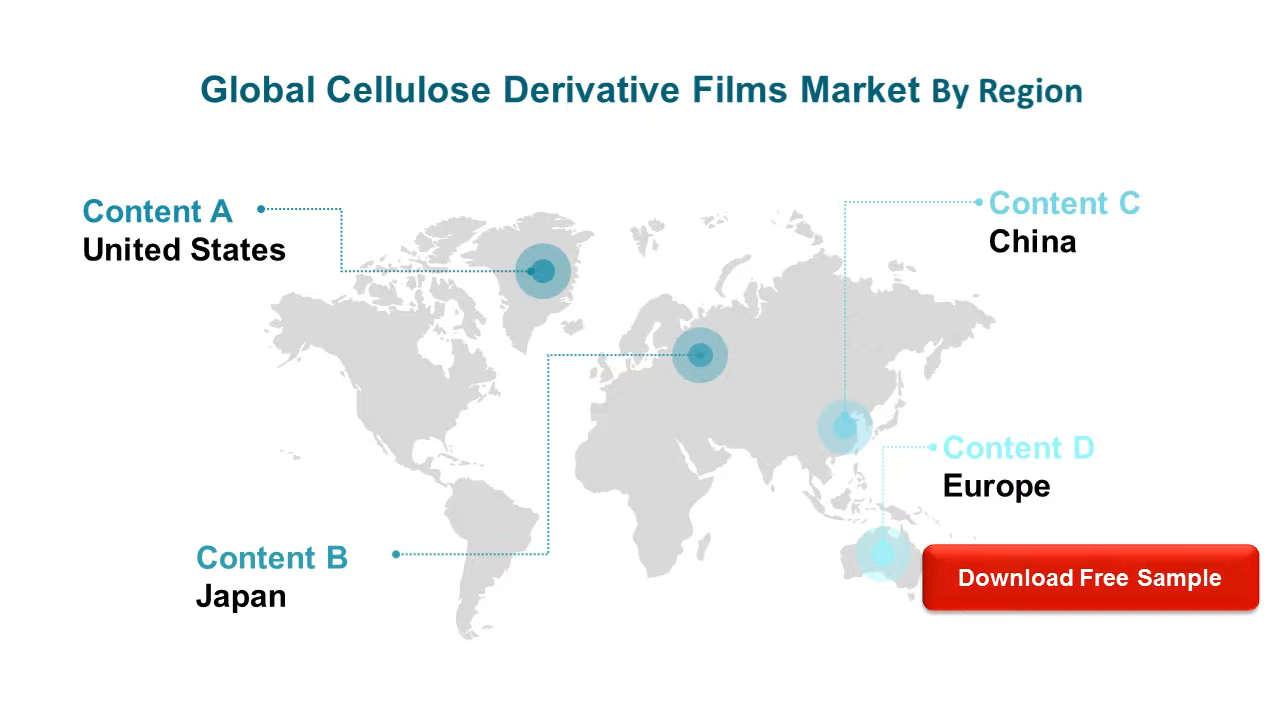 Global Cellulose Derivative Films Market By Region
Content A
United States
Content C
China
Content D
Europe
Content B
Japan
Download Free Sample